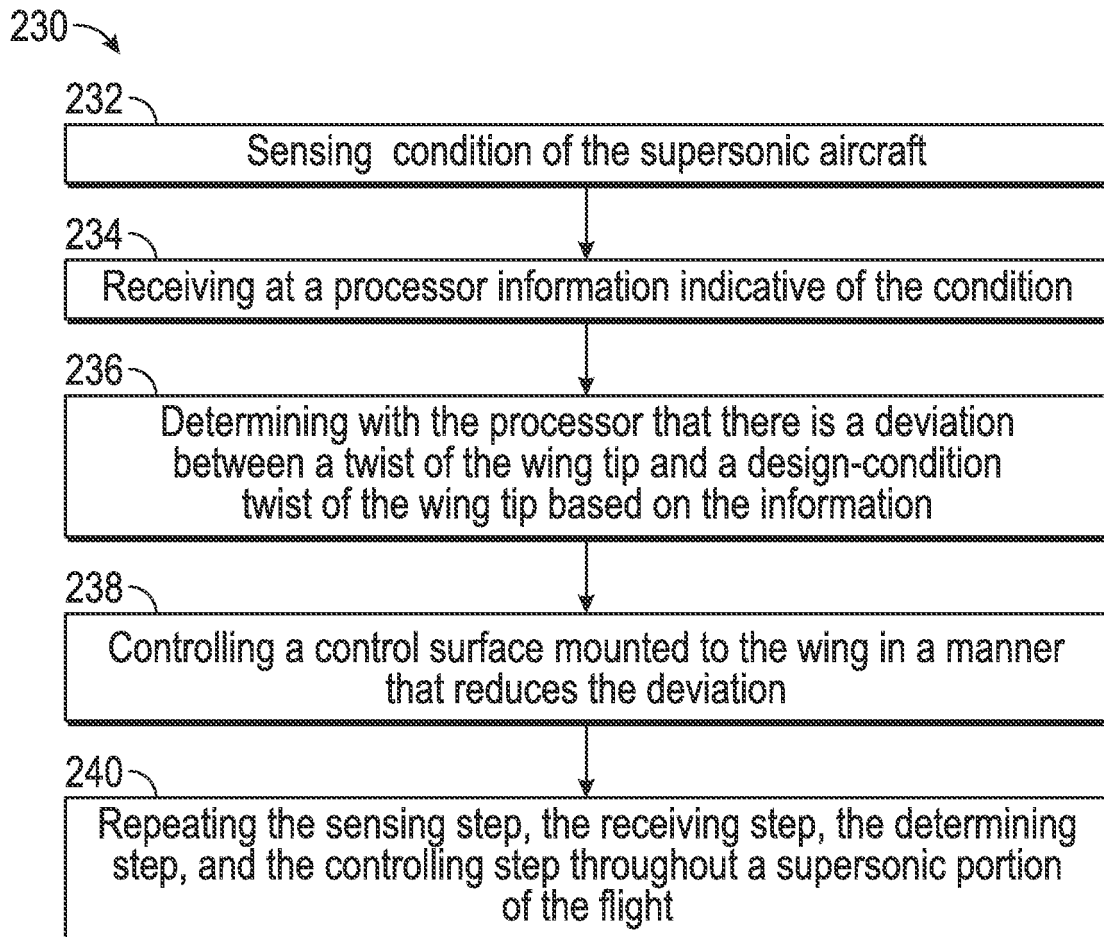 230
232
Sensing condition of the supersonic aircraft
234
Receiving at a processor information indicative of the condition
236
Determining with the processor that there is a deviation
between a twist of the wing tip and a design-condition
twist of the wing tip based on the information
238
Controlling a control surface mounted to the wing in a manner
that reduces the deviation
240
Repeating the sensing step, the receiving step, the determining
step, and the controlling step throughout a supersonic portion
of the flight